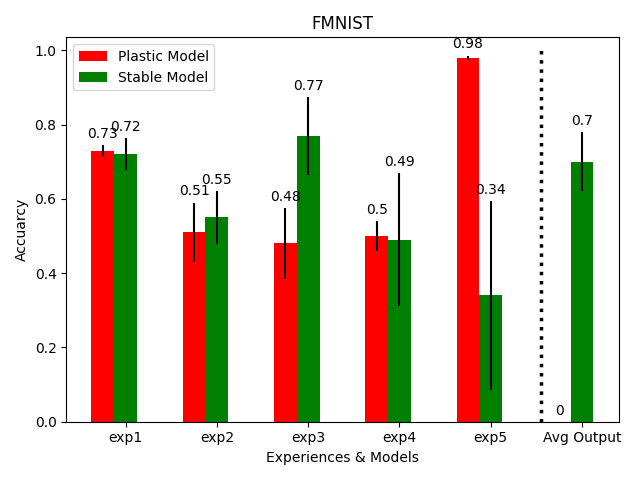 FMNIST
Plastic Model
Stable Model
Accuarcy
1.0
0.8
0.6
0.4
0.2
0.0
0.73
0.72
0.51
0.55
0.48
0.77
0.5
0.49
0.98
0.34
0
0.7
exp1
exp2
exp3
exp4
exp5
Avg Output
Experiences & Models